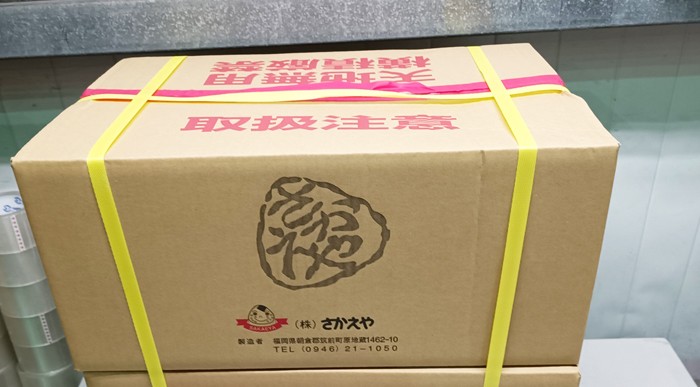 横積厳禁
天地無用
取扱注意
さかえや
SAKAEYA
(株) さかえや
製造者 福岡県朝倉郡筑前町原地蔵1462-10
TEL (0946) 21-1050